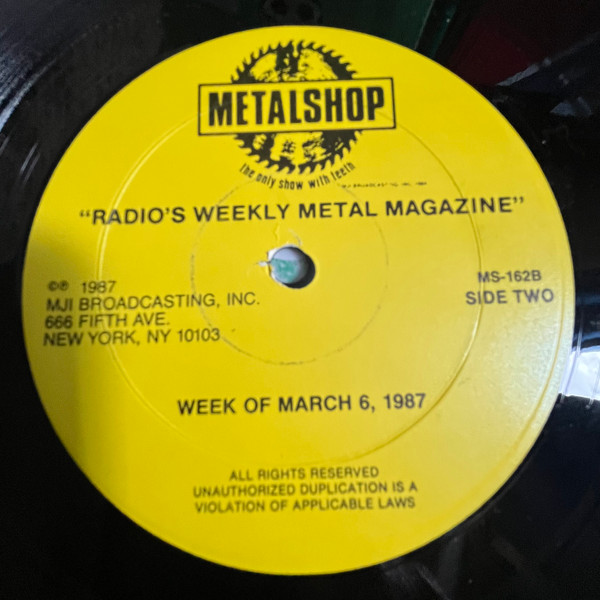 METALSHOP
the only show with teeth
"RADIO'S WEEKLY METAL MAGAZINE"
©℗ 1987
MJI BROADCASTING, INC.
666 FIFTH AVE.
NEW YORK, NY 10103
MS-162B
SIDE TWO
WEEK OF MARCH 6, 1987
ALL RIGHTS RESERVED
UNAUTHORIZED DUPLICATION IS A
VIOLATION OF APPLICABLE LAWS